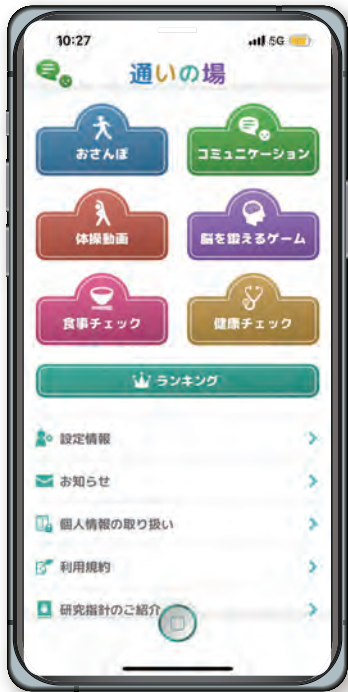 10:27
5G
通いの場
おさんぽ
コミュニケーション
体操動画
脳を鍛えるゲーム
食事チェック
健康チェック
ランキング
設定情報
お知らせ
個人情報の取り扱い
利用規約
研究指針のご紹介